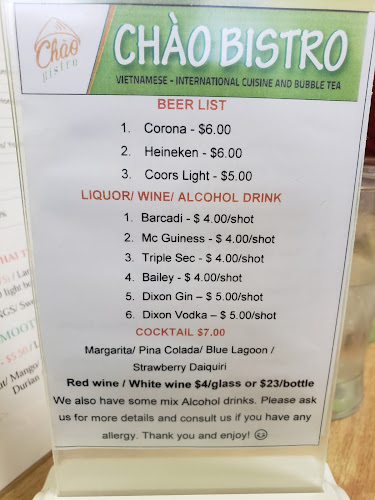 Chào
Bistro
CHÀO BISTRO
VIETNAMESE - INTERNATIONAL CUISINE AND BUBBLE TEA
BEER LIST
1. Corona - $6.00
2. Heineken - $6.00
3. Coors Light - $5.00
LIQUOR/ WINE/ ALCOHOL DRINK
1. Barcadi - $ 4.00/shot
2. Mc Guiness - $ 4.00/shot
3. Triple Sec - $ 4.00/shot
4. Bailey - $ 4.00/shot
5. Dixon Gin – $ 5.00/shot
6. Dixon Vodka – $ 5.00/shot
COCKTAIL $7.00
Margarita/ Pina Colada/ Blue Lagoon /
Strawberry Daiquiri
Red wine / White wine $4/glass or $23/bottle
We also have some mix Alcohol drinks. Please ask
us for more details and consult us if you have any
allergy. Thank you and enjoy! ☺